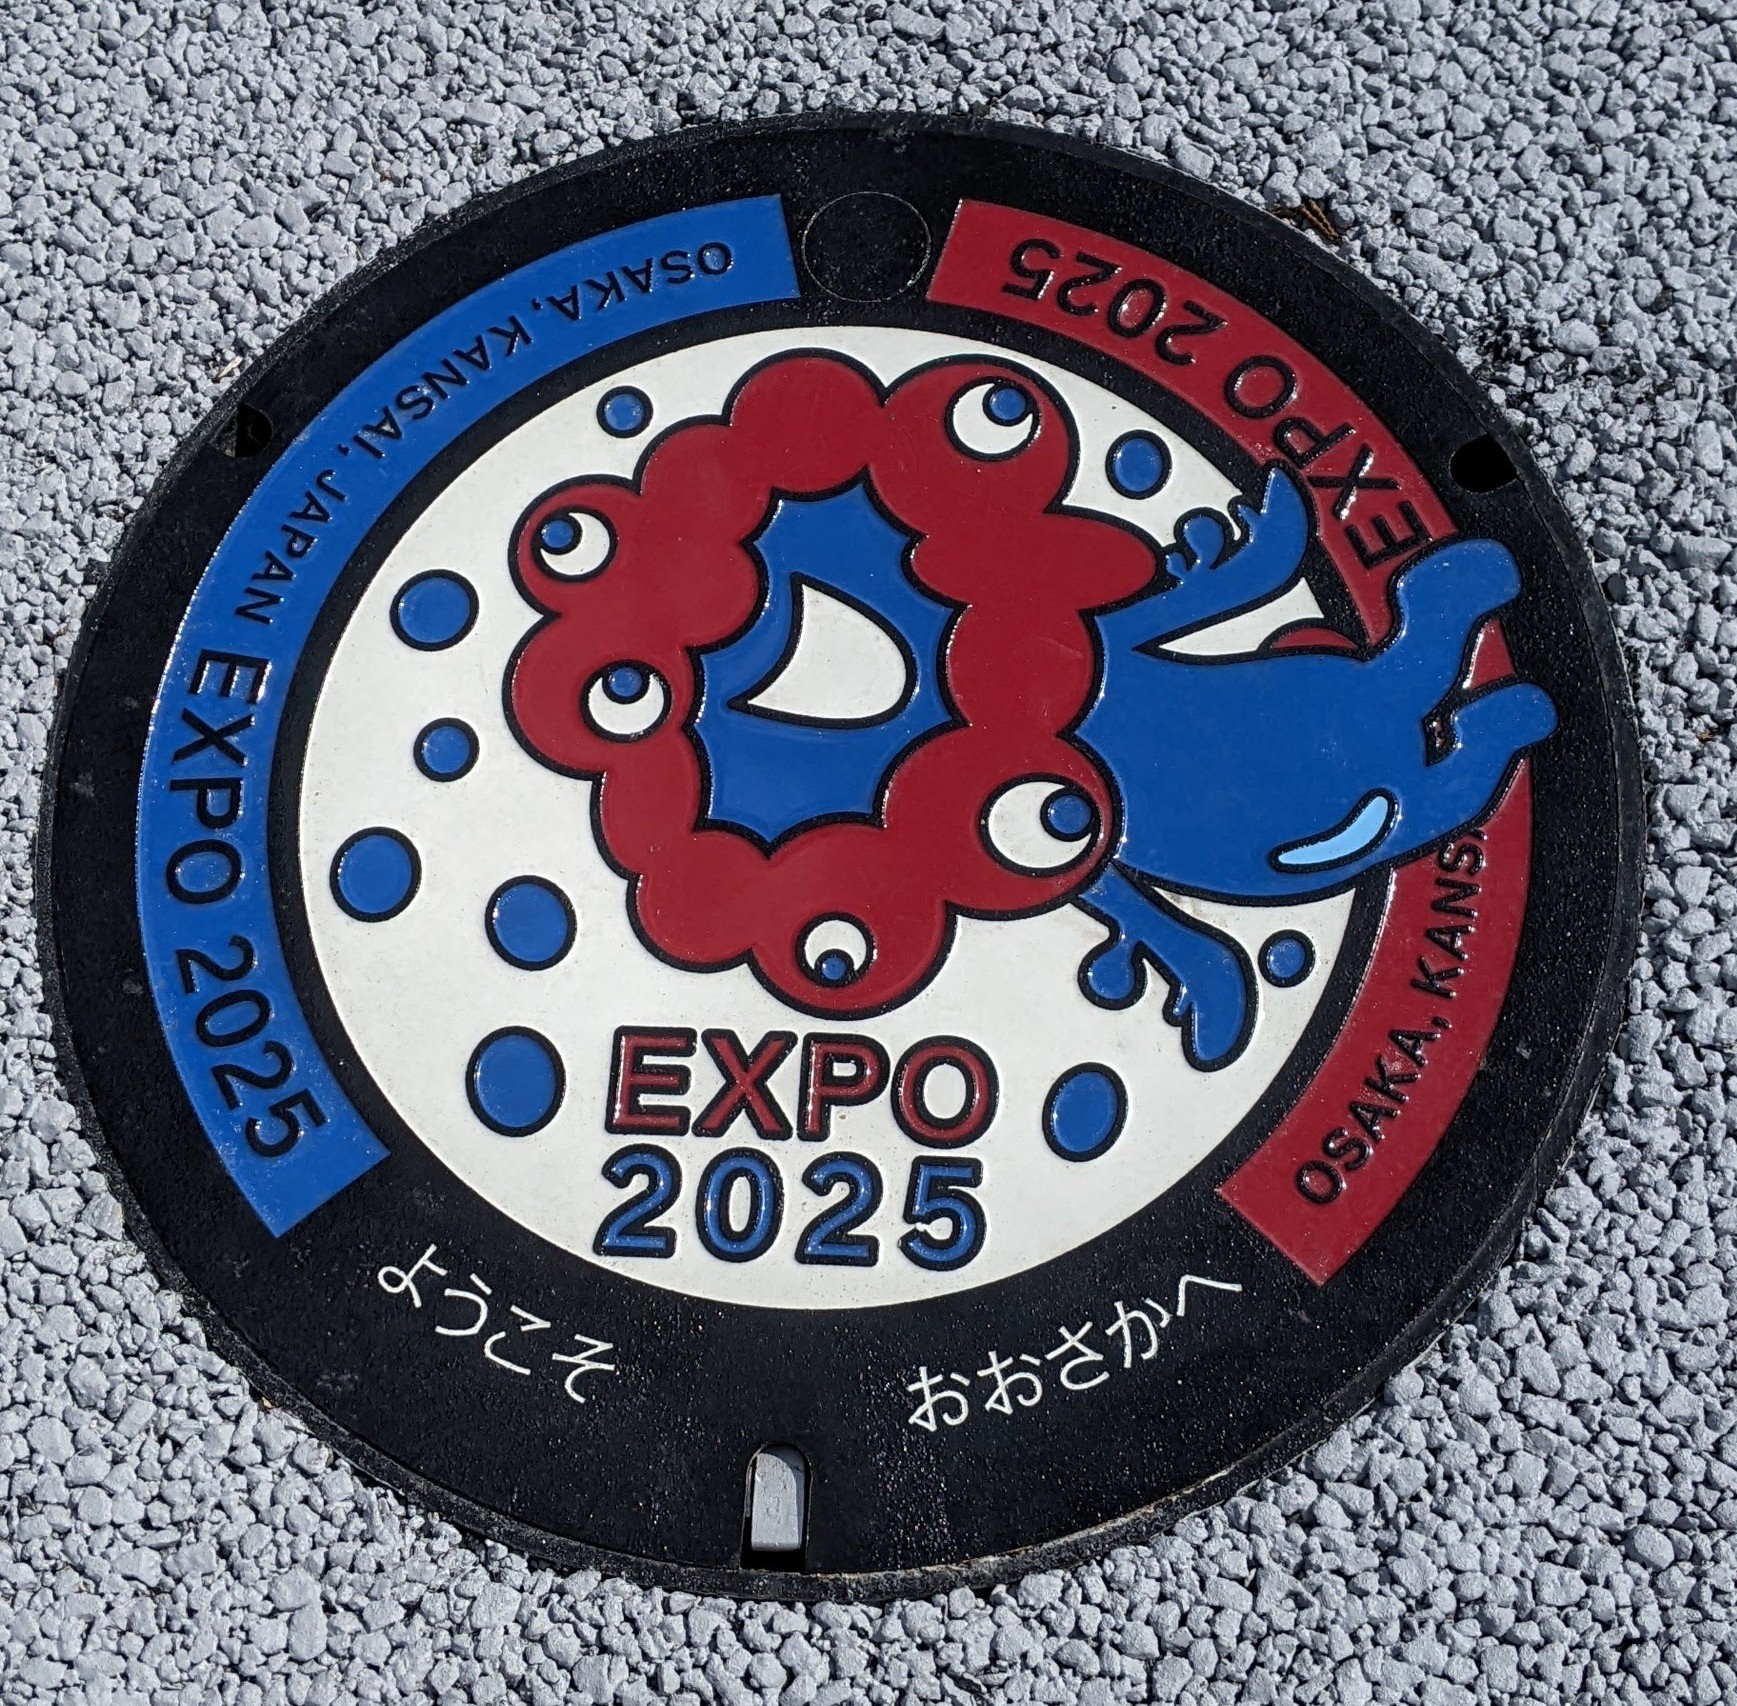 OSAKA, KANSAI, JAPAN EXPO 2025
OSAKA, KANS
EXPO 2025
EXPO
2025
ようこそ
おおさかへ